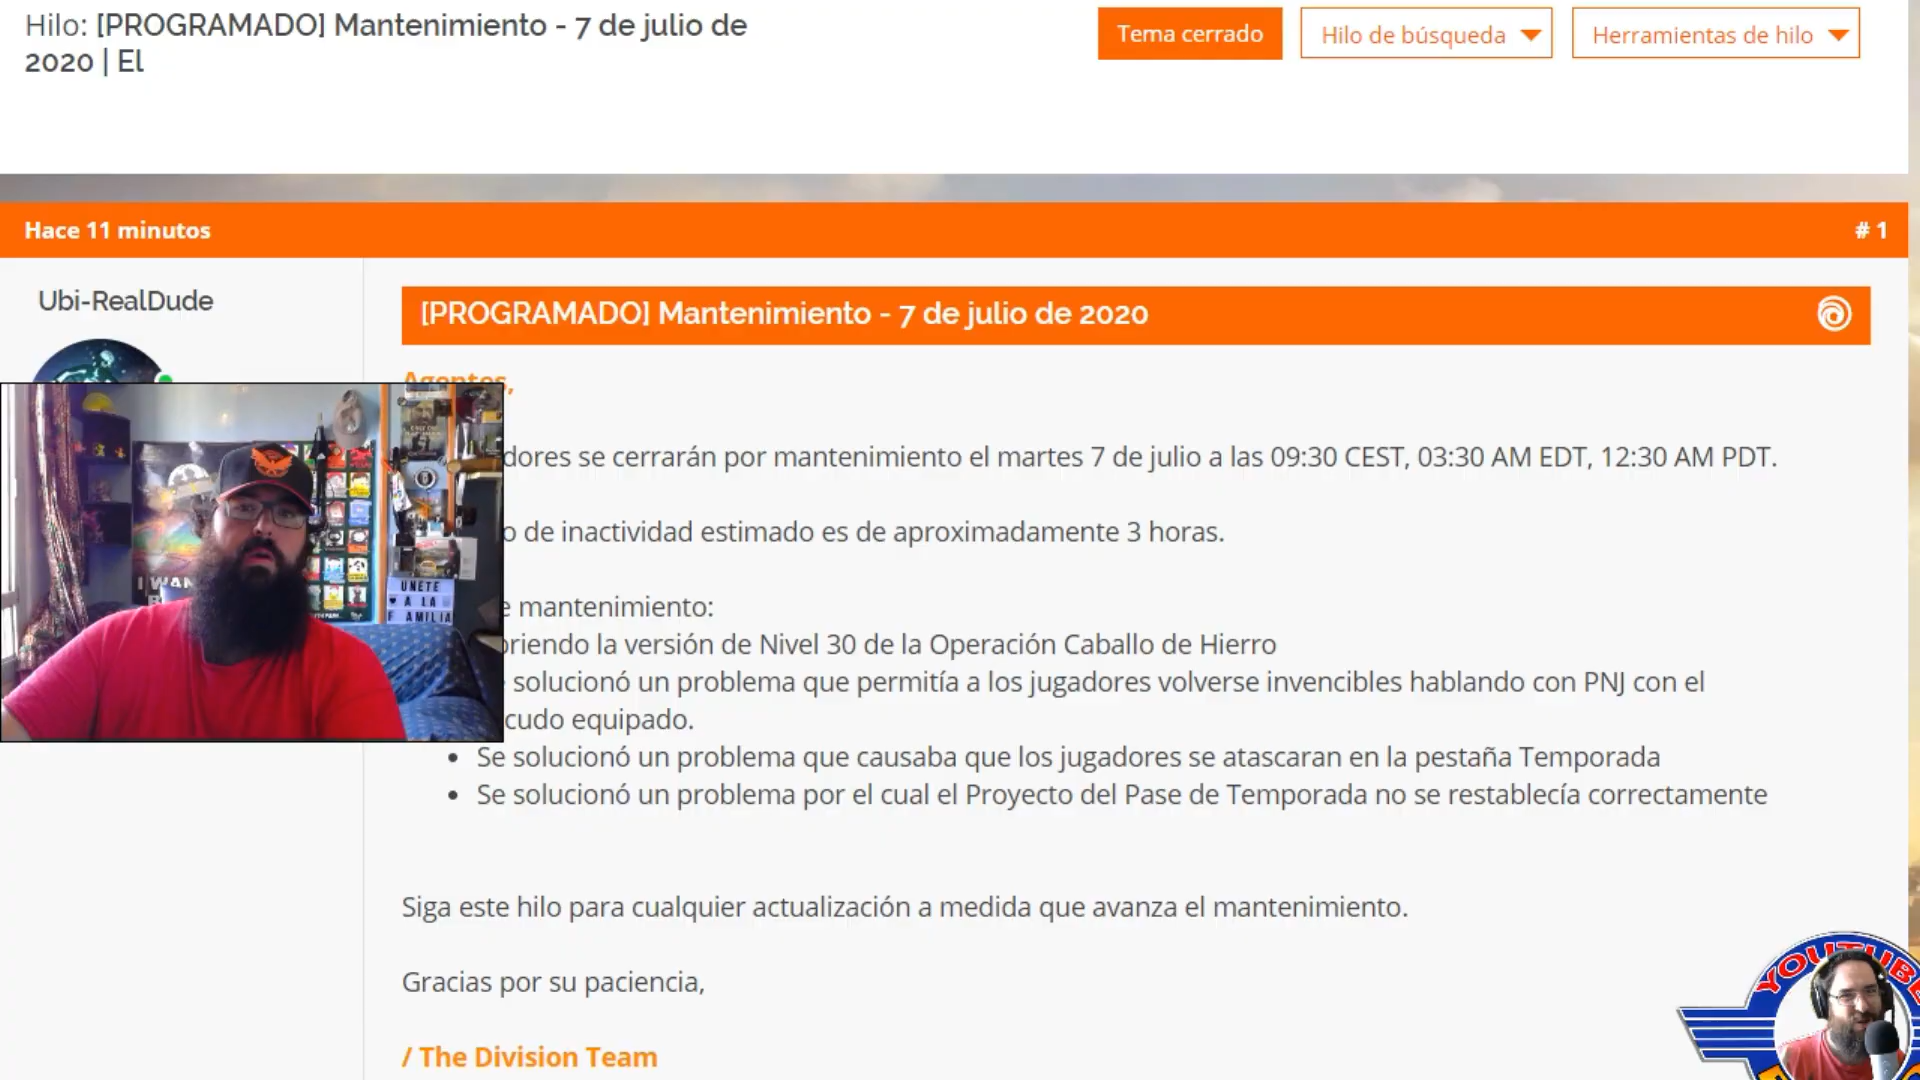 Hilo: [PROGRAMADO] Mantenimiento - 7 de julio de
2020 | El
Tema cerrado
Hilo de búsqueda
Herramientas de hilo
Hace 11 minutos
# 1
Ubi-RealDude
[PROGRAMADO] Mantenimiento - 7 de julio de 2020
Agentes,
dores se cerrarán por mantenimiento el martes 7 de julio a las 09:30 CEST, 03:30 AM EDT, 12:30 AM PDT.
o de inactividad estimado es de aproximadamente 3 horas.
e mantenimiento:
briendo la versión de Nivel 30 de la Operación Caballo de Hierro
solucionó un problema que permitía a los jugadores volverse invencibles hablando con PNJ con el
cudo equipado.
• Se solucionó un problema que causaba que los jugadores se atascaran en la pestaña Temporada
• Se solucionó un problema por el cual el Proyecto del Pase de Temporada no se restablecía correctamente
Siga este hilo para cualquier actualización a medida que avanza el mantenimiento.
Gracias por su paciencia,
/ The Division Team
I WAN
UNETE
A LA
FAMILIA
YOUTUBE